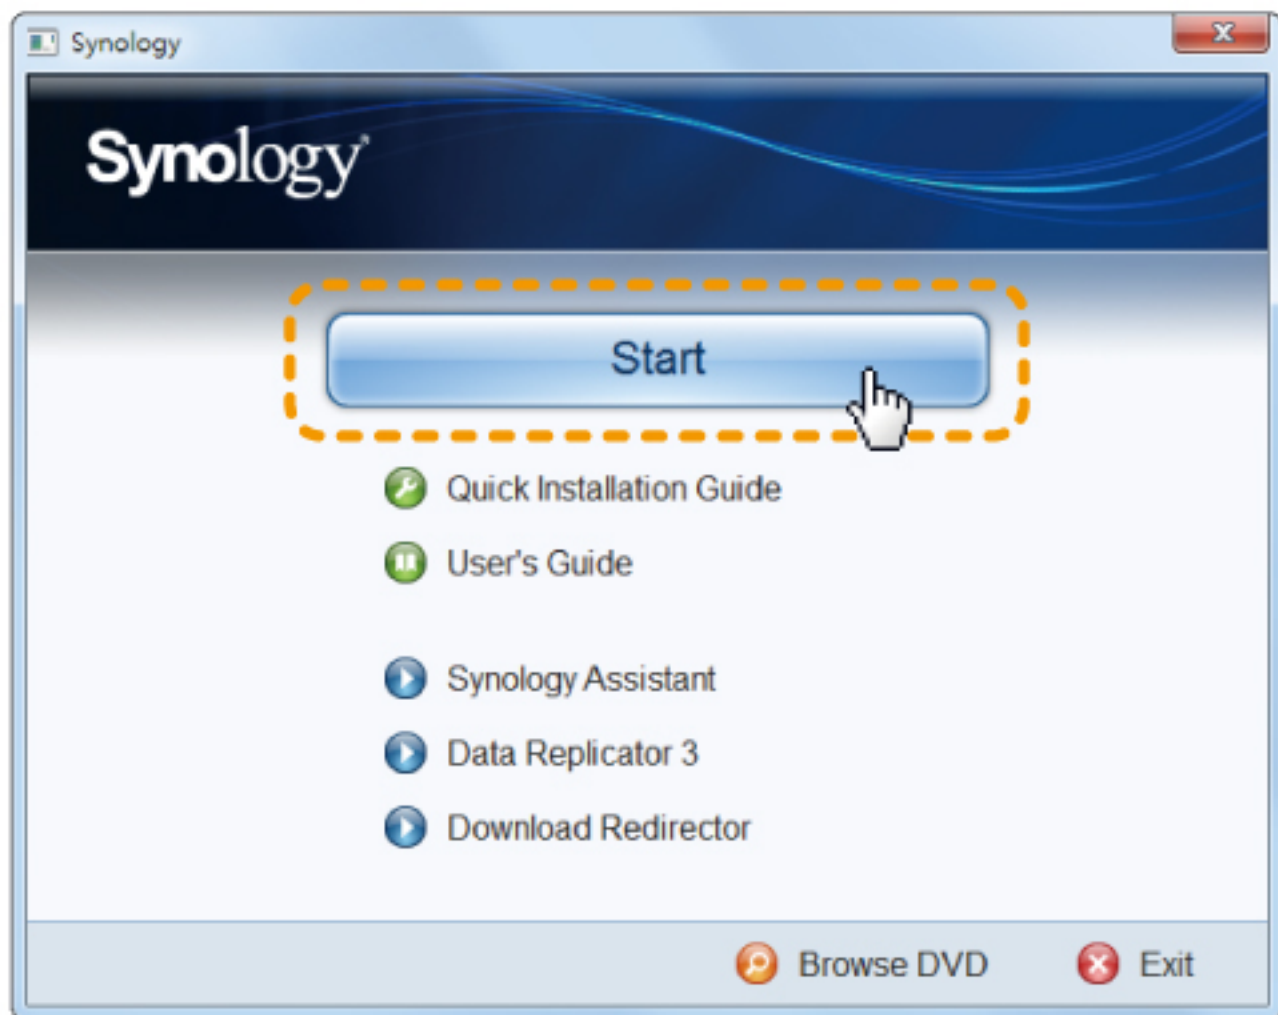 Synology
Synology
Start
Quick Installation Guide
User's Guide
Synology Assistant
Data Replicator 3
Download Redirector
Browse DVD Exit